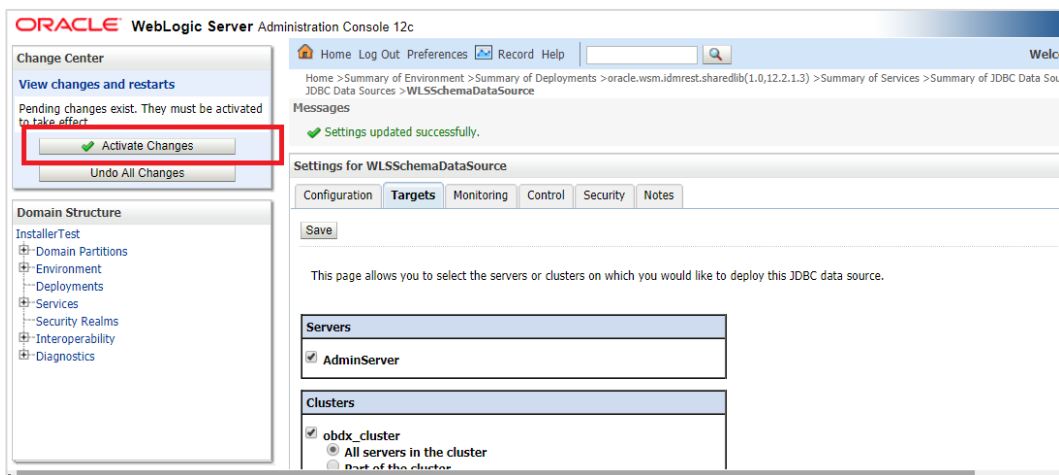 ORACLE WebLogic Server Administration Console 12c
Change Center
View changes and restarts
Pending changes exist. They must be activated
to take effect.
Activate Changes
Undo All Changes
Domain Structure
InstallerTest
Domain Partitions
Environment
Deployments
Services
Security Realms
Interoperability
Diagnostics
Home Log Out Preferences Record Help
Welc
Home >Summary of Environment >Summary of Deployments >oracle.wsm.idmrest.sharedlib(1.0,12.2.1.3) >Summary of Services >Summary of JDBC Data Sou
JDBC Data Sources >WLSSchemaDataSource
Messages
Settings updated successfully.
Settings for WLSSchemaDataSource
Configuration Targets Monitoring Control Security Notes
Save
This page allows you to select the servers or clusters on which you would like to deploy this JDBC data source.
Servers
AdminServer
Clusters
obdx_cluster
All servers in the cluster
Part of the cluster